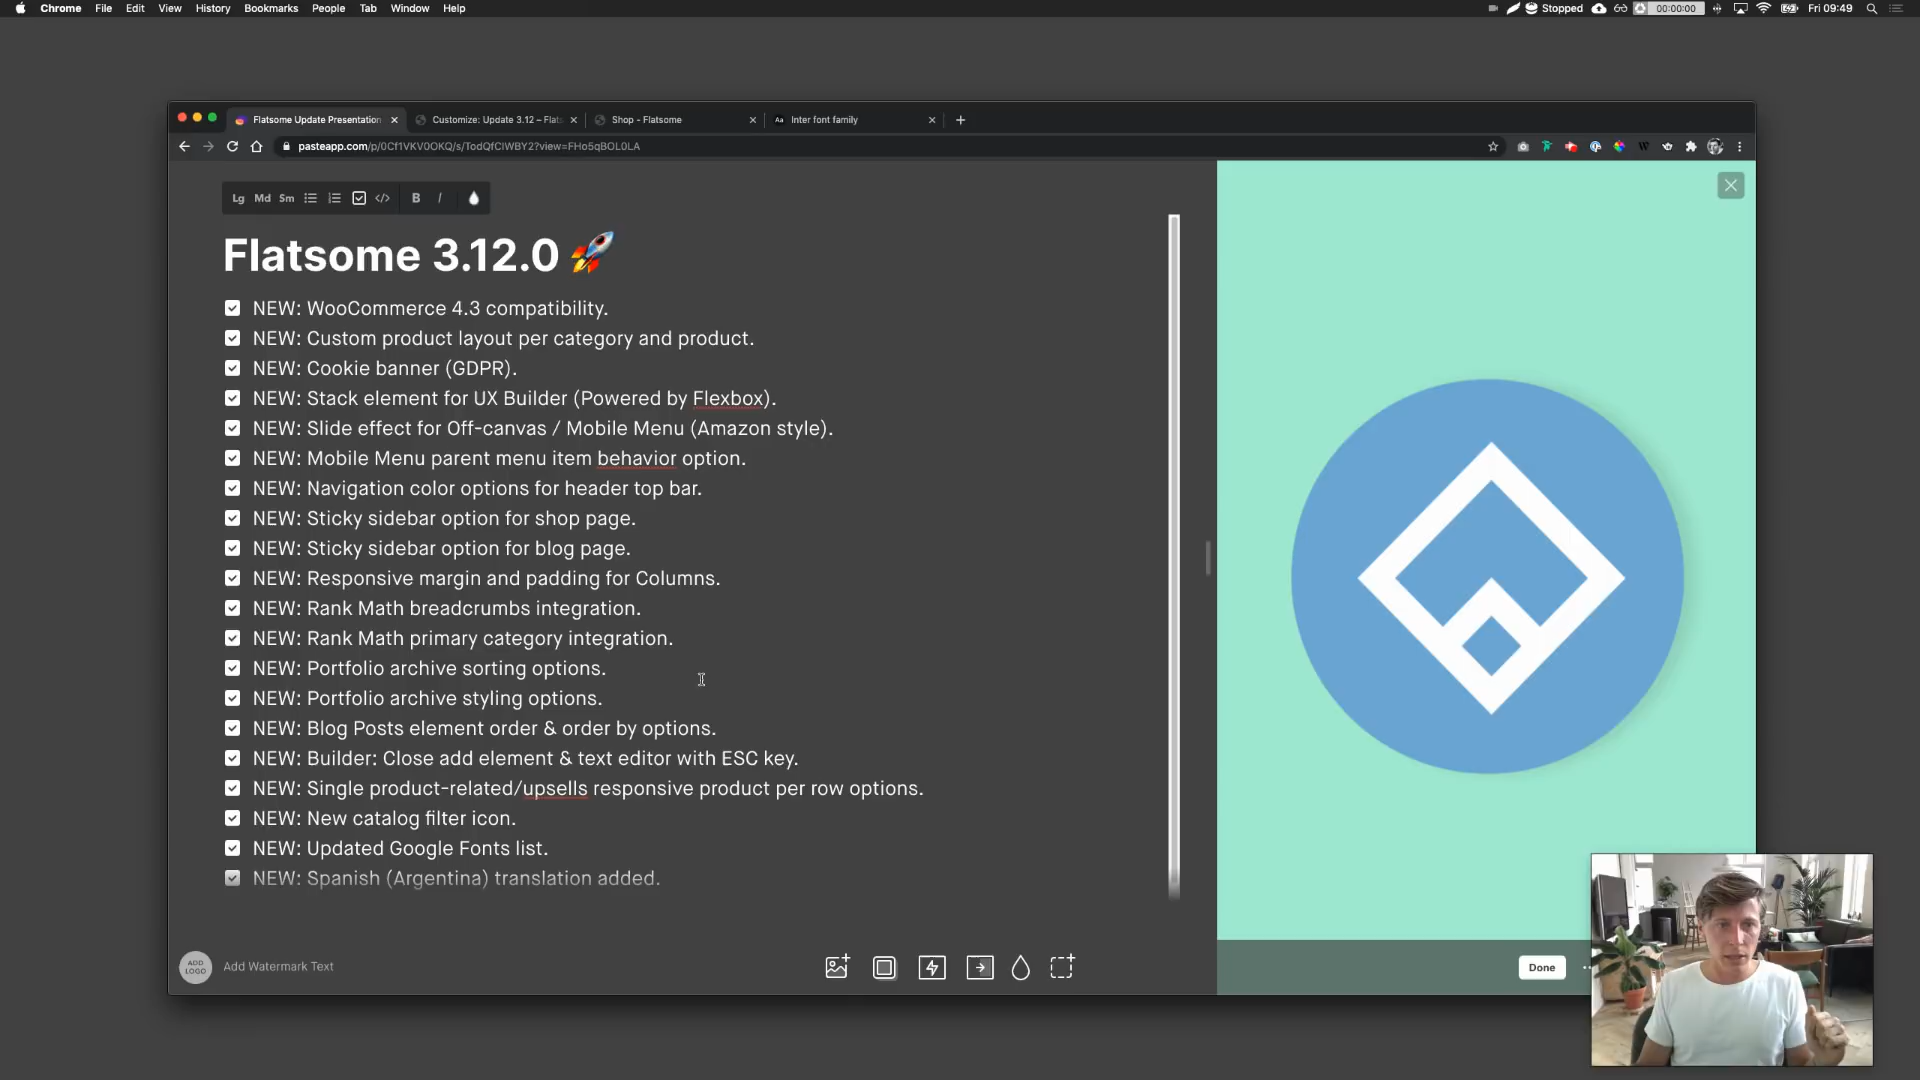 Chrome File Edit View History Bookmarks People Tab Window Help
Stopped 00:00:00 Fri 09:49
Flatsome Update Presentation
Customize: Update 3.12 – Flats
Shop - Flatsome
Aa Inter font family
pasteapp.com/p/0Cf1VKV0OKQ/s/TodQfClWBY2?view=FHo5qBOL0LA
Lg Md Sm </> B I
Flatsome 3.12.0 🚀
NEW: WooCommerce 4.3 compatibility.
NEW: Custom product layout per category and product.
NEW: Cookie banner (GDPR).
NEW: Stack element for UX Builder (Powered by Flexbox).
NEW: Slide effect for Off-canvas / Mobile Menu (Amazon style).
NEW: Mobile Menu parent menu item behavior option.
NEW: Navigation color options for header top bar.
NEW: Sticky sidebar option for shop page.
NEW: Sticky sidebar option for blog page.
NEW: Responsive margin and padding for Columns.
NEW: Rank Math breadcrumbs integration.
NEW: Rank Math primary category integration.
NEW: Portfolio archive sorting options.
NEW: Portfolio archive styling options.
NEW: Blog Posts element order & order by options.
NEW: Builder: Close add element & text editor with ESC key.
NEW: Single product-related/upsells responsive product per row options.
NEW: New catalog filter icon.
NEW: Updated Google Fonts list.
NEW: Spanish (Argentina) translation added.
ADD
LOGO
Add Watermark Text
Done